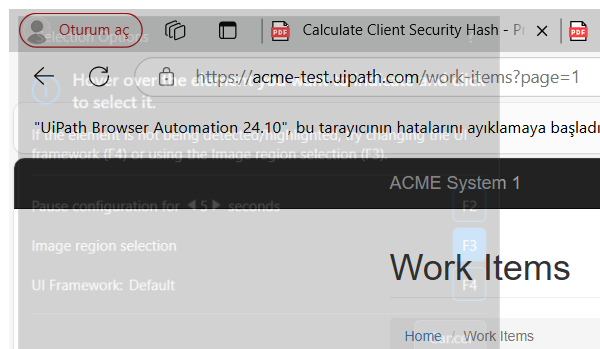 Oturum aç
Calculate Client Security Hash - Pr
Selection Options
https://acme-test.uipath.com/work-items?page=1
Hover over the element you want to indicate and click
to select it.
"UiPath Browser Automation 24.10", bu tarayıcının hatalarını ayıklamaya başladı
If the element is not being detected/highlighted, try changing the UI
framework (F4) or using the Image region selection (F3).
ACME System 1
Pause configuration for 5 seconds F2
Image region selection F3
Work Items
UI Framework: Default F4
Home / Work Items
Cancel